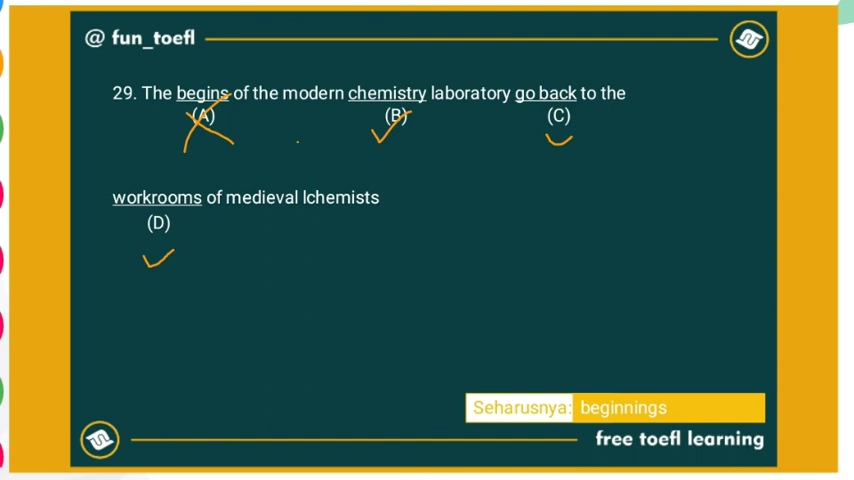 @ fun_toefl
29. The begins of the modern chemistry laboratory go back to the
(A) (B) (C)
workrooms of medieval lchemists
(D)
Seharusnya: beginnings
free toefl learning